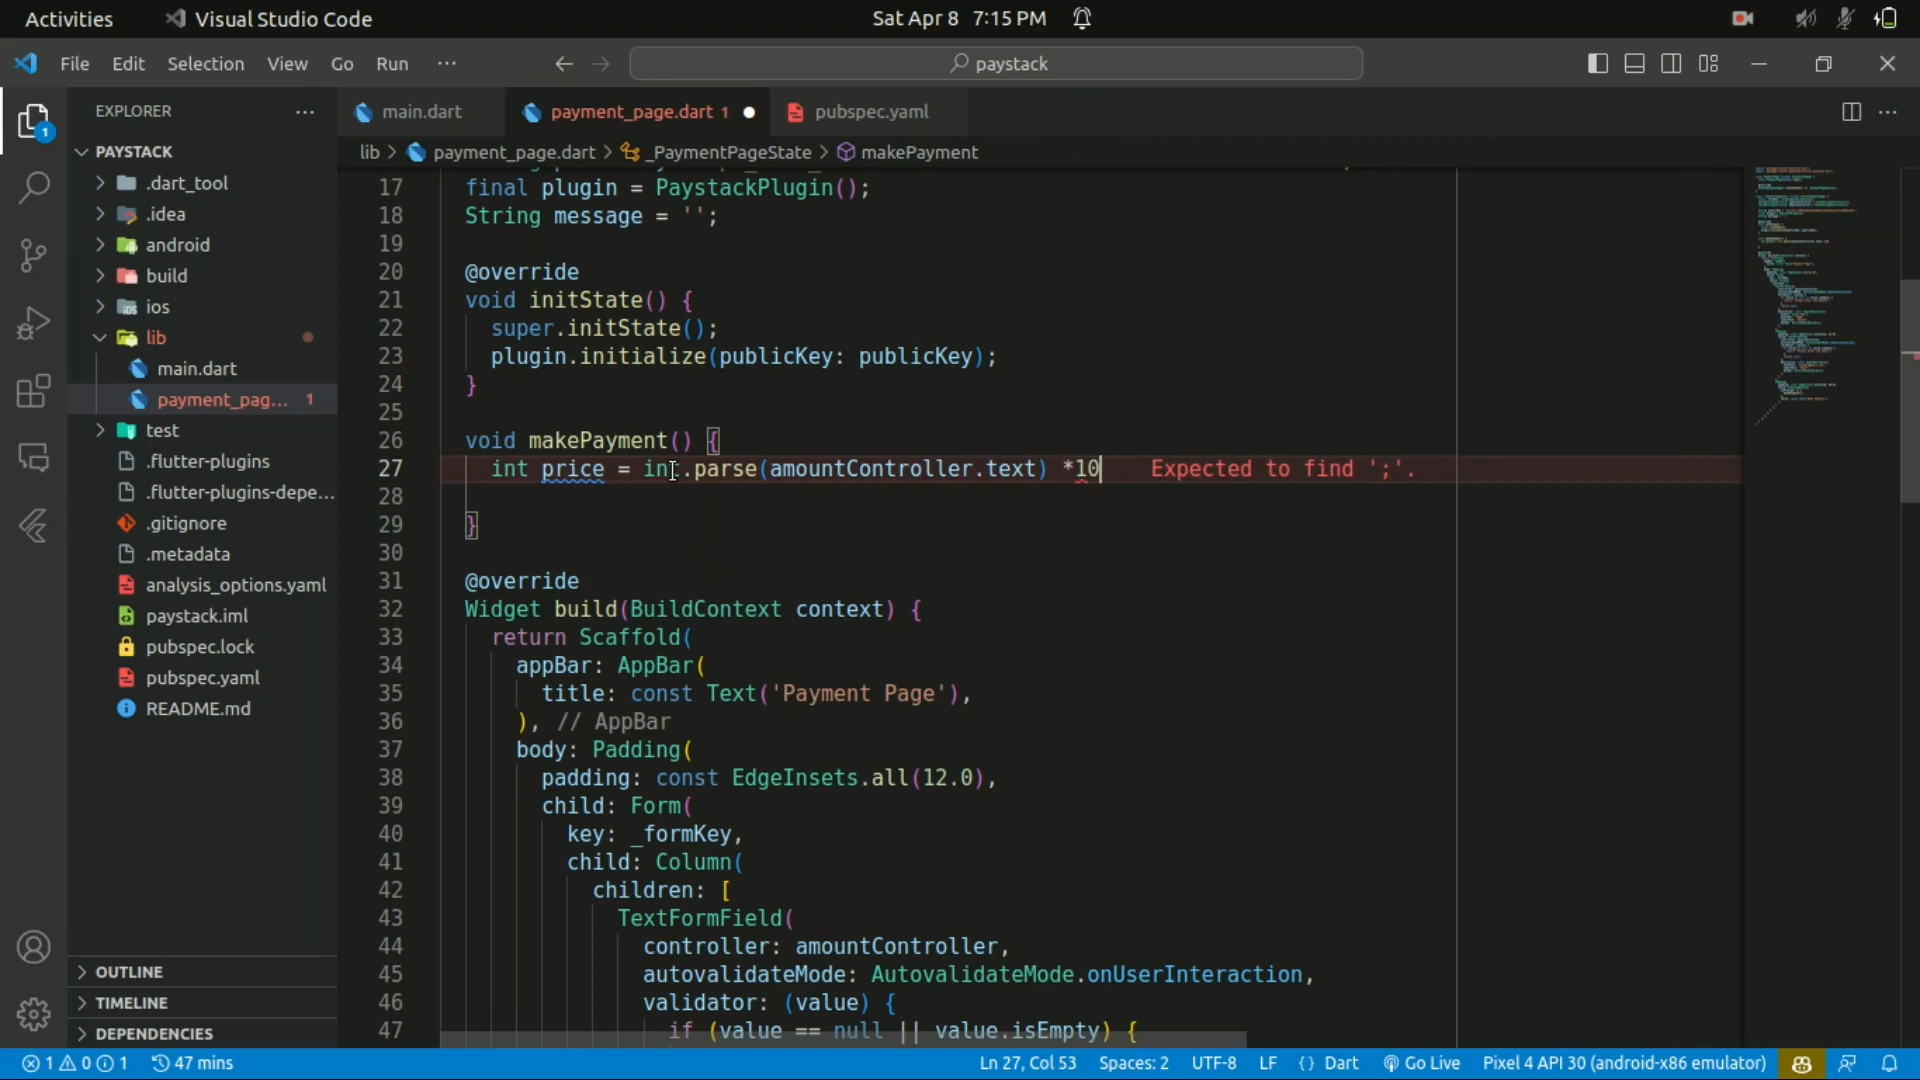 Activities Visual Studio Code Sat Apr 8 7:15 PM
File Edit Selection View Go Run ··· paystack
EXPLORER ···
1
PAYSTACK
.dart_tool
.idea
android
build
ios
lib
main.dart
payment_pag... 1
test
.flutter-plugins
.flutter-plugins-depe...
.gitignore
.metadata
analysis_options.yaml
paystack.iml
pubspec.lock
pubspec.yaml
README.md
OUTLINE
TIMELINE
DEPENDENCIES
main.dart payment_page.dart 1 pubspec.yaml
lib > payment_page.dart > _PaymentPageState > makePayment
17 final plugin = PaystackPlugin();
18 String message = '';
19
20 @override
21 void initState() {
22 super.initState();
23 plugin.initialize(publicKey: publicKey);
24 }
25
26 void makePayment() {
27 int price = int.parse(amountController.text) *10 Expected to find ';'.
28
29 }
30
31 @override
32 Widget build(BuildContext context) {
33 return Scaffold(
34 appBar: AppBar(
35 title: const Text('Payment Page'),
36 ), // AppBar
37 body: Padding(
38 padding: const EdgeInsets.all(12.0),
39 child: Form(
40 key: _formKey,
41 child: Column(
42 children: [
43 TextFormField(
44 controller: amountController,
45 autovalidateMode: AutovalidateMode.onUserInteraction,
46 validator: (value) {
47 if (value == null || value.isEmpty) {
1 0 1 47 mins Ln 27, Col 53 Spaces: 2 UTF-8 LF {} Dart Go Live Pixel 4 API 30 (android-x86 emulator)